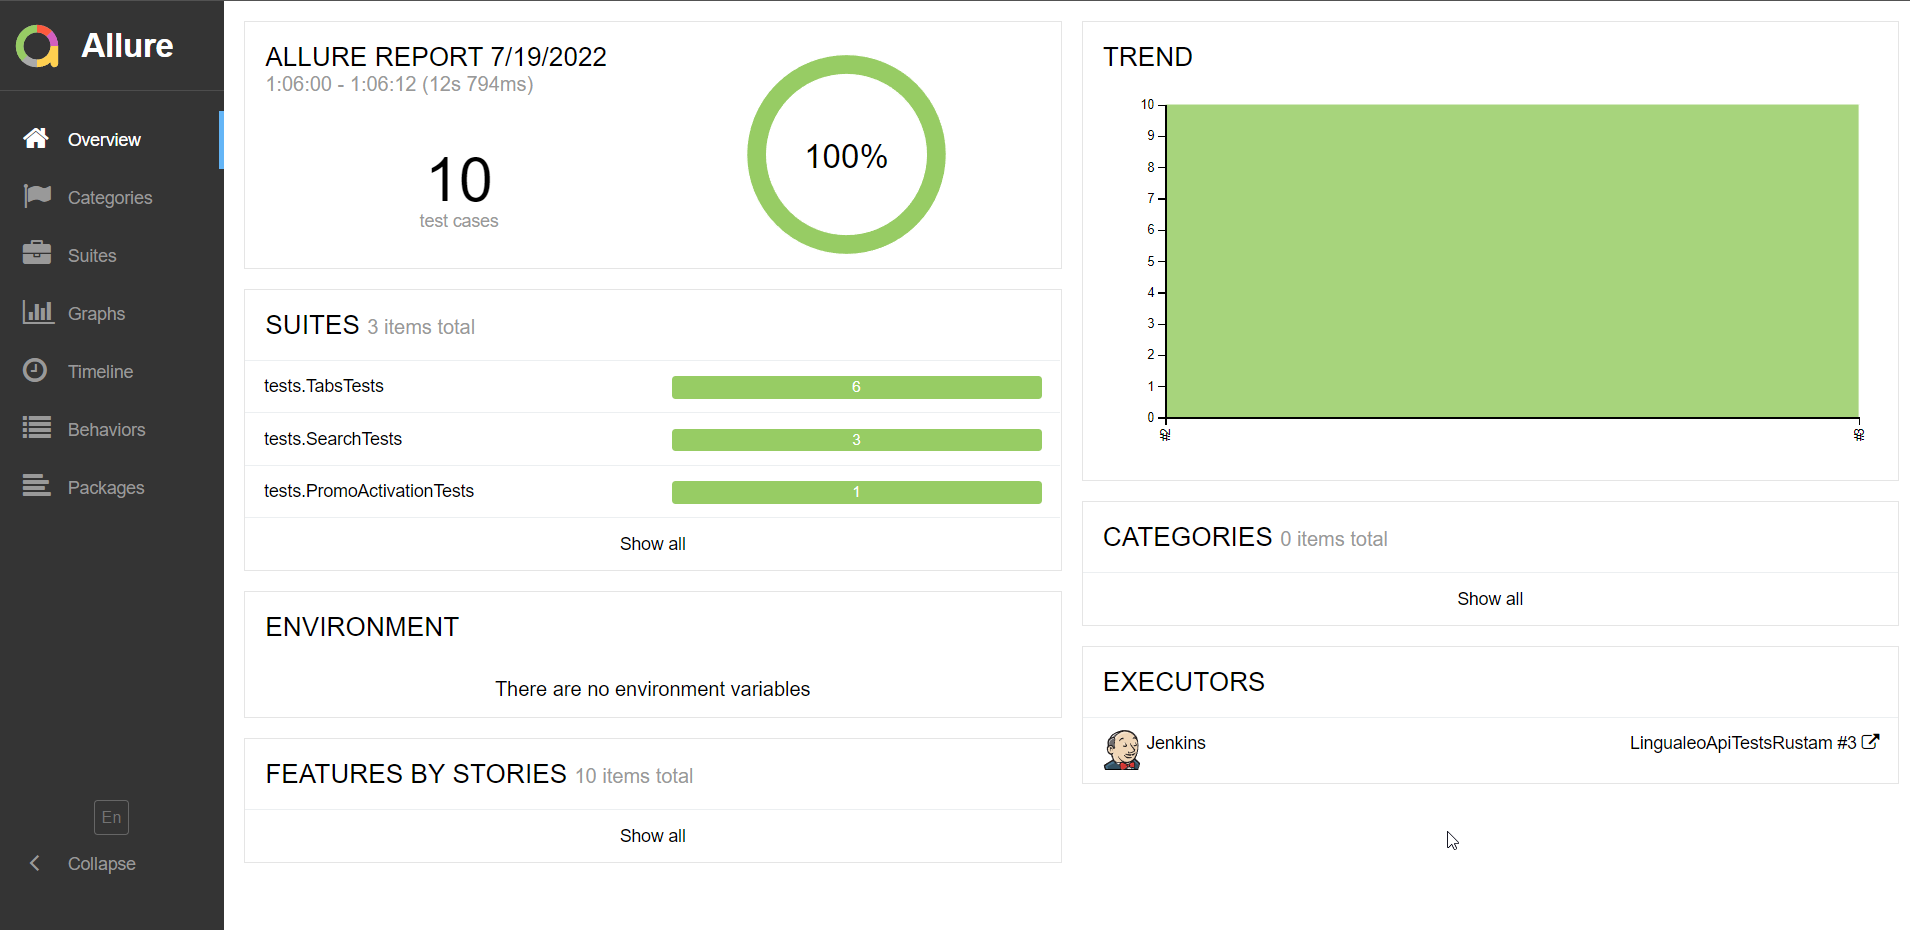 Allure
Overview
Categories
Suites
Graphs
Timeline
Behaviors
Packages
En
Collapse
ALLURE REPORT 7/19/2022
1:06:00 - 1:06:12 (12s 794ms)
10
test cases
100%
SUITES 3 items total
tests.TabsTests 6
tests.SearchTests 3
tests.PromoActivationTests 1
Show all
ENVIRONMENT
There are no environment variables
FEATURES BY STORIES 10 items total
Show all
TREND
10
9
8
7
6
5
4
3
2
1
0
#2 #3
CATEGORIES 0 items total
Show all
EXECUTORS
Jenkins LingualeoApiTestsRustam #3